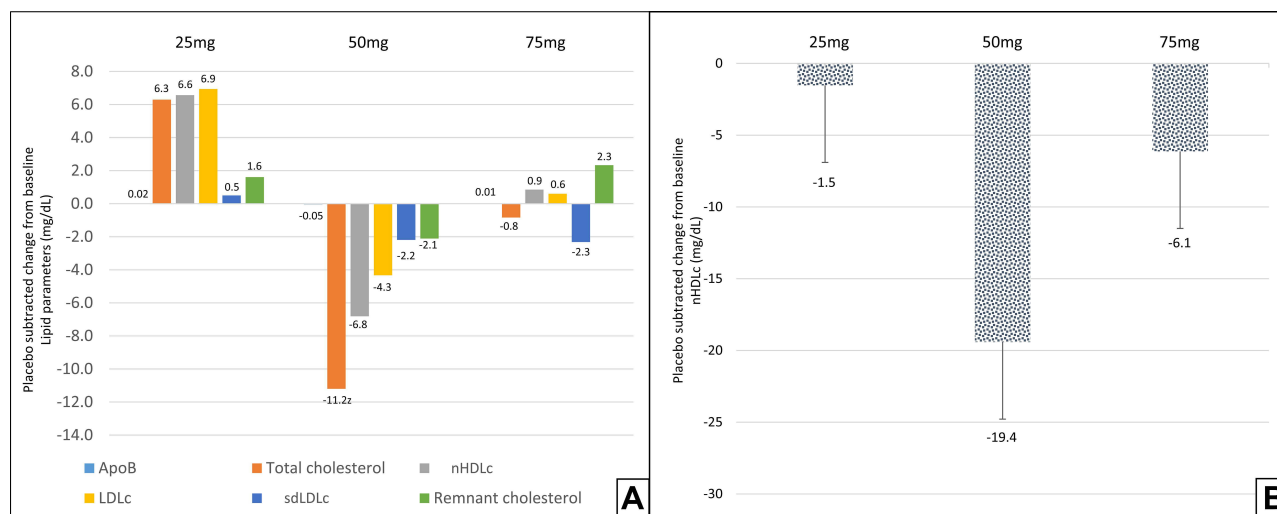 25mg 50mg 75mg
8.0
6.0
4.0
2.0
0.0
-2.0
-4.0
-6.0
-8.0
-10.0
-12.0
-14.0
Placebo subtracted change from baseline
Lipid parameters (mg/dL)
0.02 6.3 6.6 6.9 0.5 1.6
-0.05 -11.2z -6.8 -4.3 -2.2 -2.1
0.01 -0.8 0.9 0.6 -2.3 2.3
ApoB Total cholesterol nHDLc
LDLc sdLDLc Remnant cholesterol
A
25mg 50mg 75mg
0
-5
-10
-15
-20
-25
-30
Placebo subtracted change from baseline
nHDLc (mg/dL)
-1.5
-19.4
-6.1